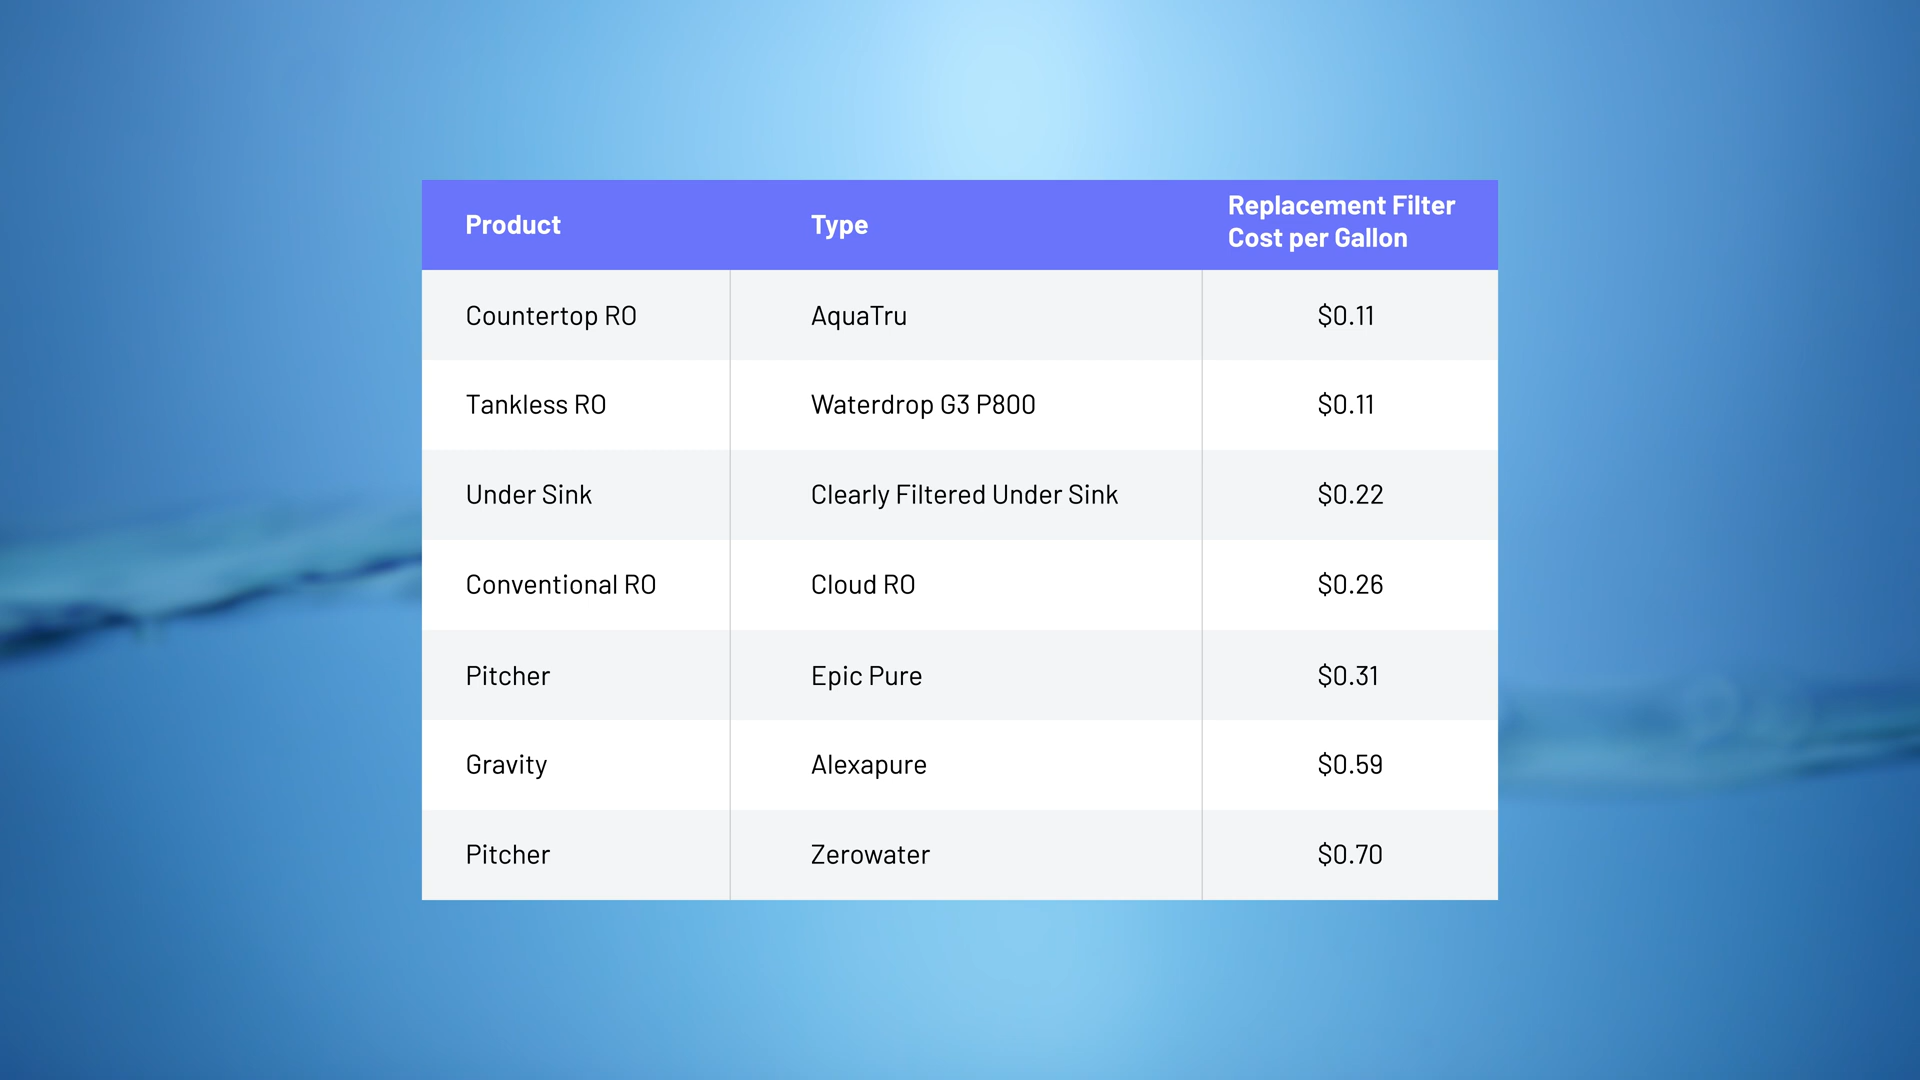 Product Type Replacement Filter
Cost per Gallon
Countertop RO AquaTru $0.11
Tankless RO Waterdrop G3 P800 $0.11
Under Sink Clearly Filtered Under Sink $0.22
Conventional RO Cloud RO $0.26
Pitcher Epic Pure $0.31
Gravity Alexapure $0.59
Pitcher Zerowater $0.70